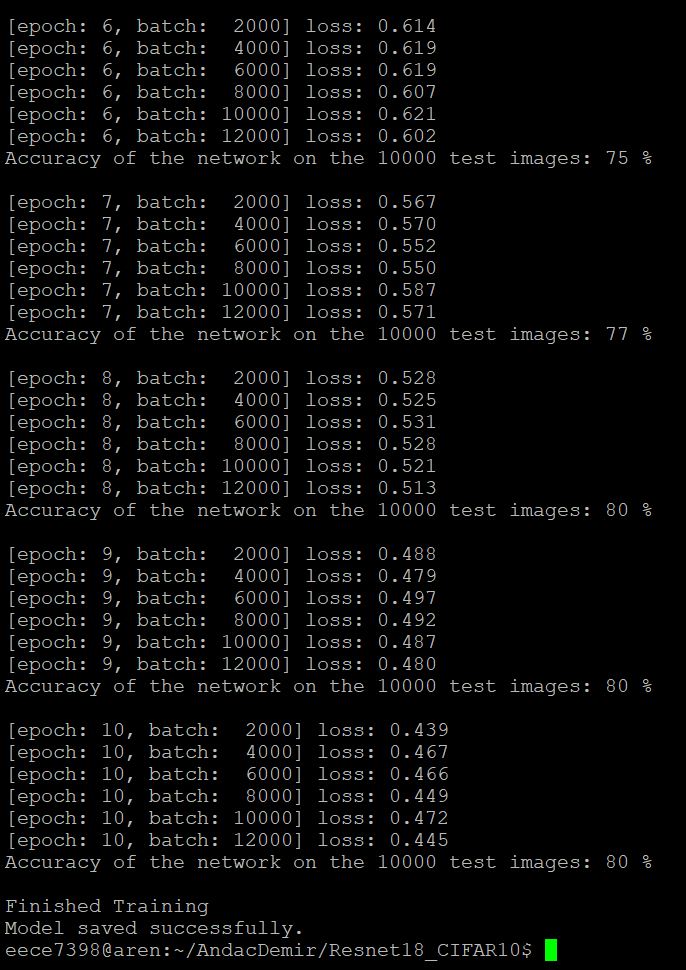 [epoch: 6, batch:  2000] loss: 0.614
[epoch: 6, batch:  4000] loss: 0.619
[epoch: 6, batch:  6000] loss: 0.619
[epoch: 6, batch:  8000] loss: 0.607
[epoch: 6, batch: 10000] loss: 0.621
[epoch: 6, batch: 12000] loss: 0.602
Accuracy of the network on the 10000 test images: 75 %
[epoch: 7, batch:  2000] loss: 0.567
[epoch: 7, batch:  4000] loss: 0.570
[epoch: 7, batch:  6000] loss: 0.552
[epoch: 7, batch:  8000] loss: 0.550
[epoch: 7, batch: 10000] loss: 0.587
[epoch: 7, batch: 12000] loss: 0.571
Accuracy of the network on the 10000 test images: 77 %
[epoch: 8, batch:  2000] loss: 0.528
[epoch: 8, batch:  4000] loss: 0.525
[epoch: 8, batch:  6000] loss: 0.531
[epoch: 8, batch:  8000] loss: 0.528
[epoch: 8, batch: 10000] loss: 0.521
[epoch: 8, batch: 12000] loss: 0.513
Accuracy of the network on the 10000 test images: 80 %
[epoch: 9, batch:  2000] loss: 0.488
[epoch: 9, batch:  4000] loss: 0.479
[epoch: 9, batch:  6000] loss: 0.497
[epoch: 9, batch:  8000] loss: 0.492
[epoch: 9, batch: 10000] loss: 0.487
[epoch: 9, batch: 12000] loss: 0.480
Accuracy of the network on the 10000 test images: 80 %
[epoch: 10, batch:  2000] loss: 0.439
[epoch: 10, batch:  4000] loss: 0.467
[epoch: 10, batch:  6000] loss: 0.466
[epoch: 10, batch:  8000] loss: 0.449
[epoch: 10, batch: 10000] loss: 0.472
[epoch: 10, batch: 12000] loss: 0.445
Accuracy of the network on the 10000 test images: 80 %
Finished Training
Model saved successfully.
eece7398@aren:~/AndacDemir/Resnet18_CIFAR10$